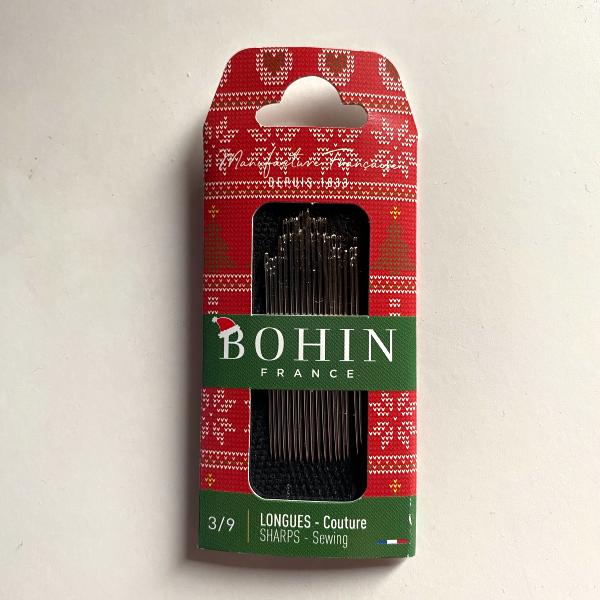 Manufacture Française
DEPUIS 1833
BOHIN
FRANCE
3/9
LONGUES - Couture
SHARPS - Sewing